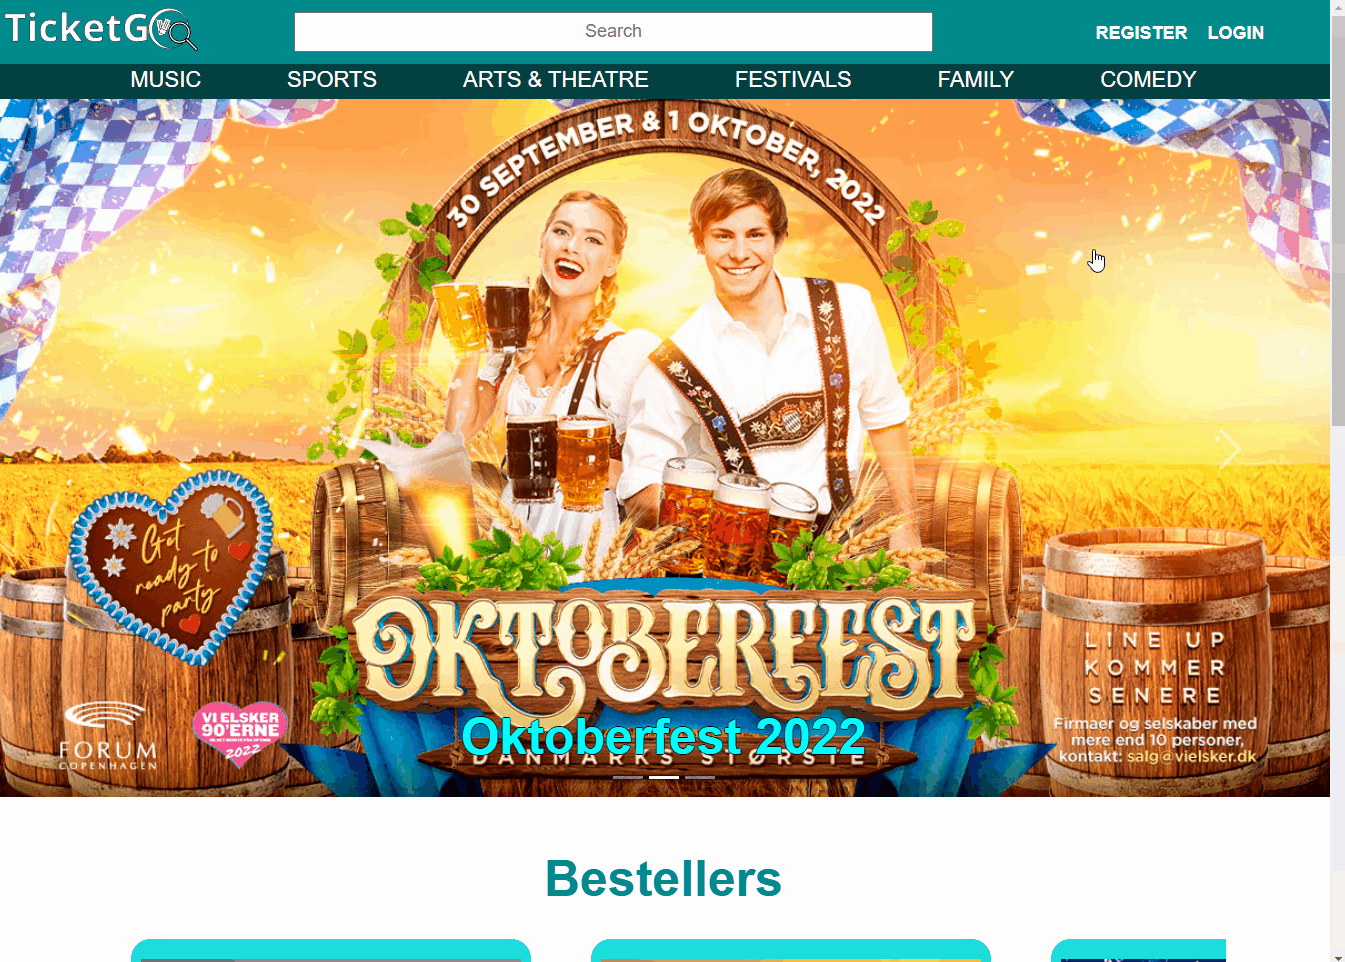 TicketGo
Search
REGISTER
LOGIN
MUSIC
SPORTS
ARTS & THEATRE
FESTIVALS
FAMILY
COMEDY
30 SEPTEMBER & 1 OKTOBER, 2022
Get
ready to
party
OKTOBERFEST
LINE UP
KOMMER
SENERE
VI ELSKER
90'ERNE
2022
Oktoberfest 2022
DANMARKS STØRSTE
FORUM
COPENHAGEN
Firmaer og selskaber med
mere end 10 personer,
kontakt: salg@vielsker.dk
Bestellers